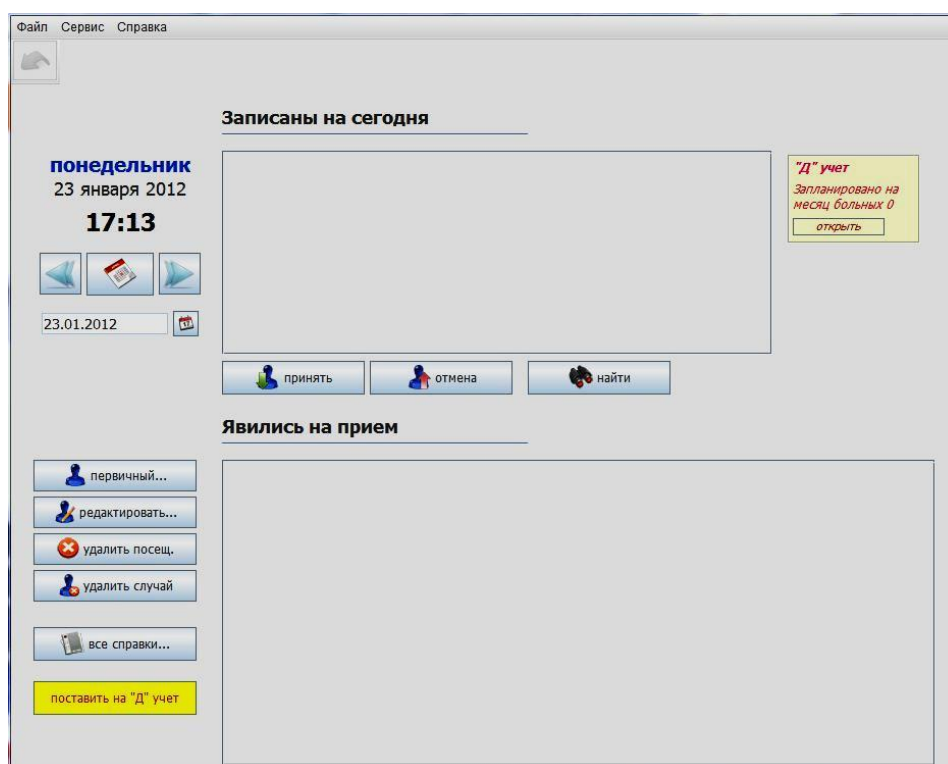 Файл Сервис Справка
Записаны на сегодня
понедельник
23 января 2012
17:13
23.01.2012
"Д" учет
Запланировано на
месяц больных 0
открыть
принять отмена найти
Явились на прием
первичный...
редактировать...
удалить посещ.
удалить случай
все справки...
поставить на "Д" учет